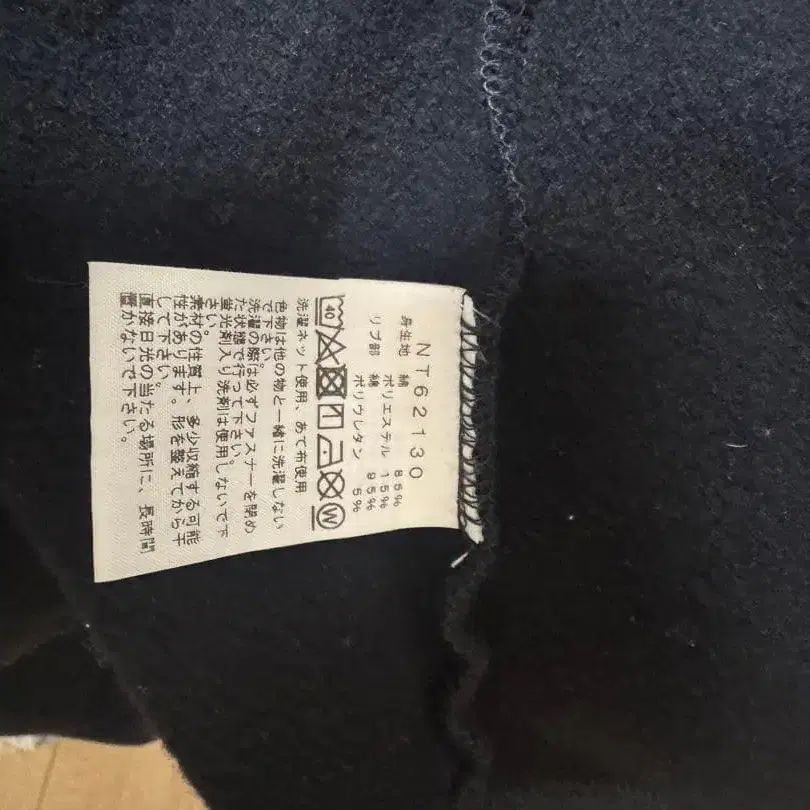 NT62130
身生地 綿 85%
ポリエステル 15%
リブ部 綿 95%
ポリウレタン 5%
40
W
洗濯ネット使用、あて布使用
色物は他の物と一緒に洗濯しない
で下さい。
洗濯の際は必ずファスナーを閉め
た状態で行って下さい。
蛍光剤入り洗剤は使用しないで下
さい。
素材の性質上、多少収縮する可能
性があります。形を整えてから干
して下さい。
直接日光の当たる場所に、長時間
置かないで下さい。